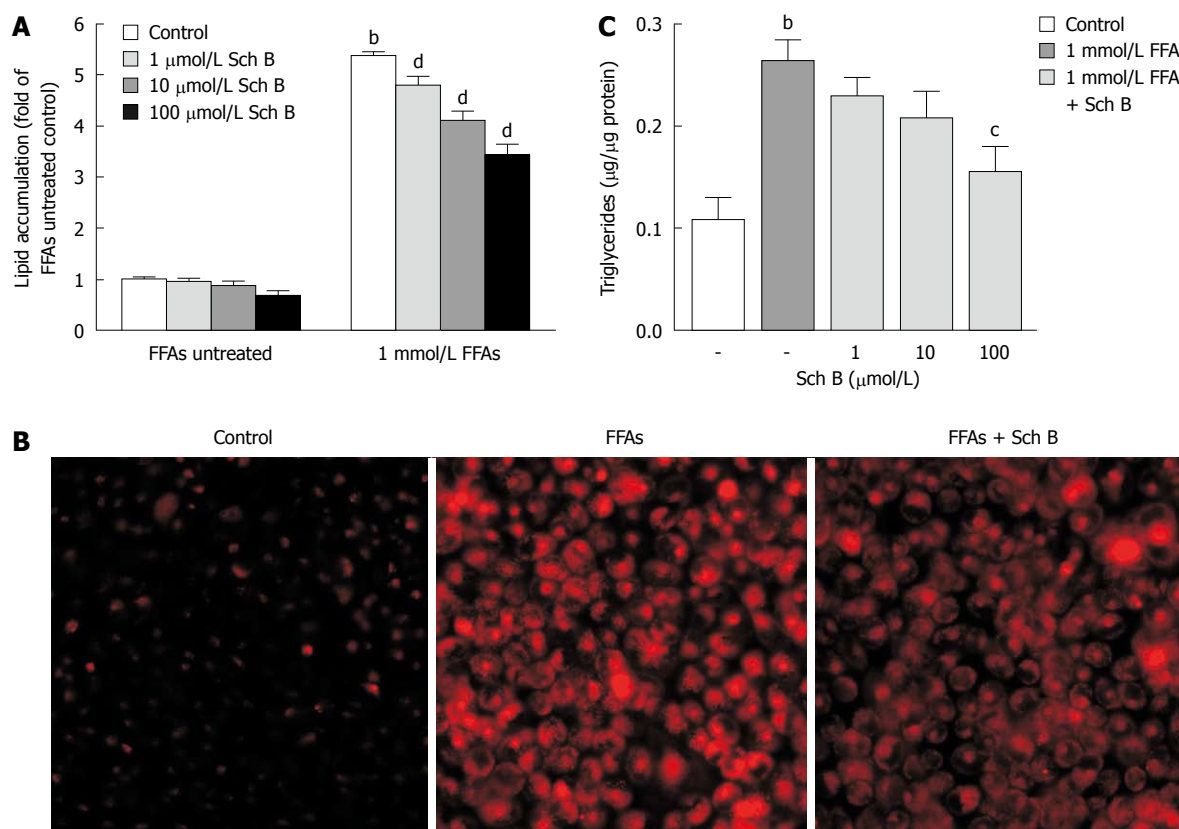 A
Lipid accumulation (fold of
FFAs untreated control)
6
5
4
3
2
1
0
Control
1 μmol/L Sch B
10 μmol/L Sch B
100 μmol/L Sch B
b
d
d
d
FFAs untreated
1 mmol/L FFAs
C
Triglycerides (μg/μg protein)
0.3
0.2
0.1
0.0
b
c
Control
1 mmol/L FFA
1 mmol/L FFA
+ Sch B
- - 1 10 100
Sch B (μmol/L)
B
Control
FFAs
FFAs + Sch B